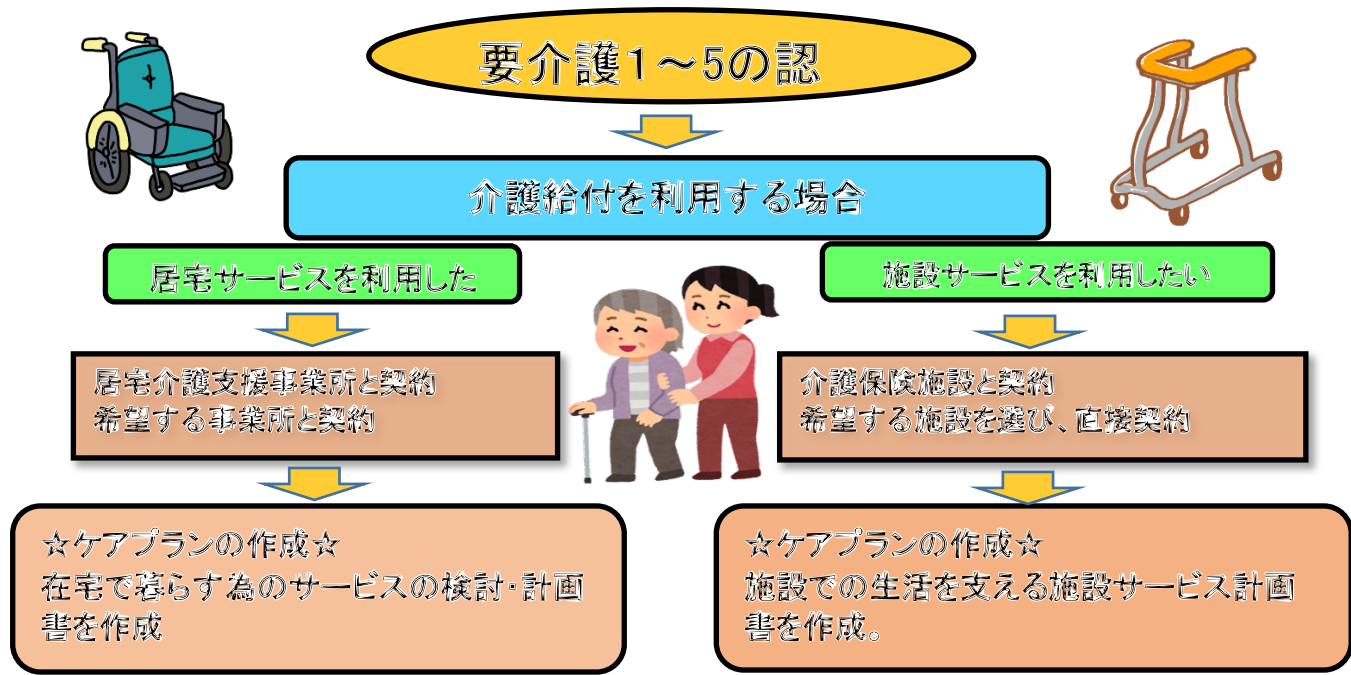 要介護1～5の認
介護給付を利用する場合
居宅サービスを利用した
施設サービスを利用したい
居宅介護支援事業所と契約
希望する事業所と契約
介護保険施設と契約
希望する施設を選び、直接契約
☆ケアプランの作成☆
在宅で暮らす為のサービスの検討・計画
書を作成
☆ケアプランの作成☆
施設での生活を支える施設サービス計画
書を作成。